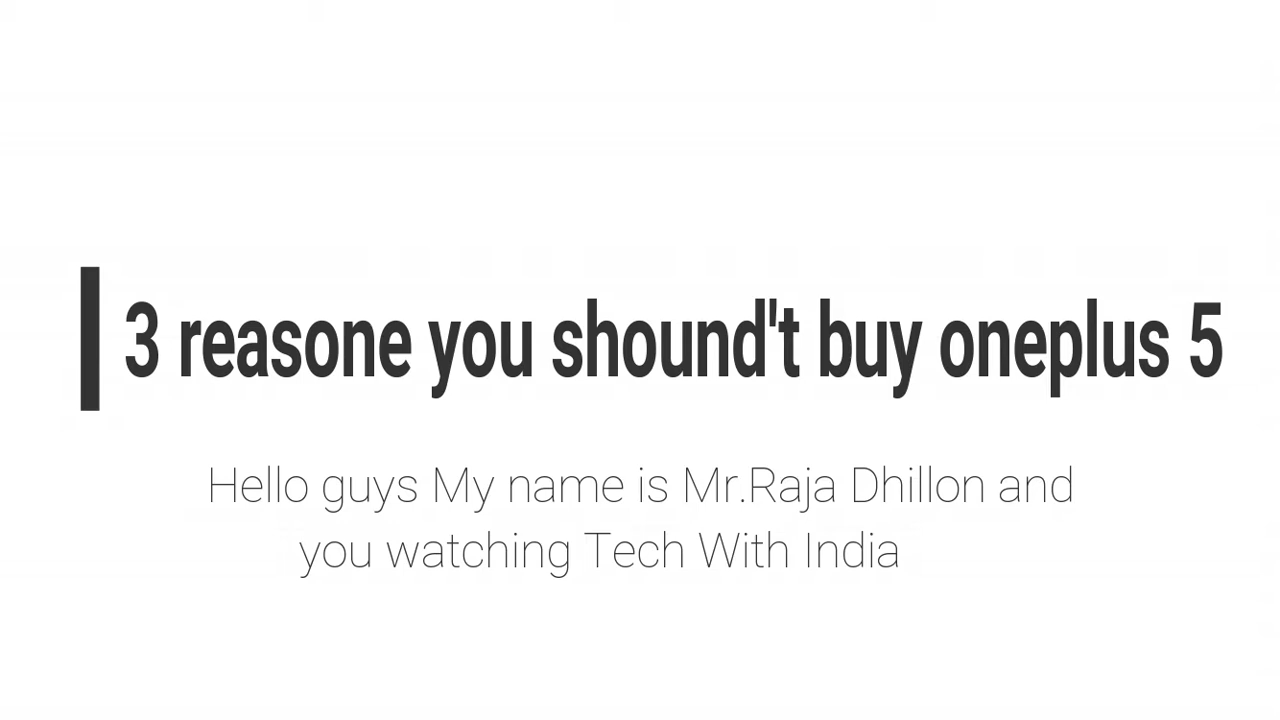 3 reasone you shound"t buy oneplus 5
Hello guys My name is Mr.Raja Dhillon and
you watching Tech With India